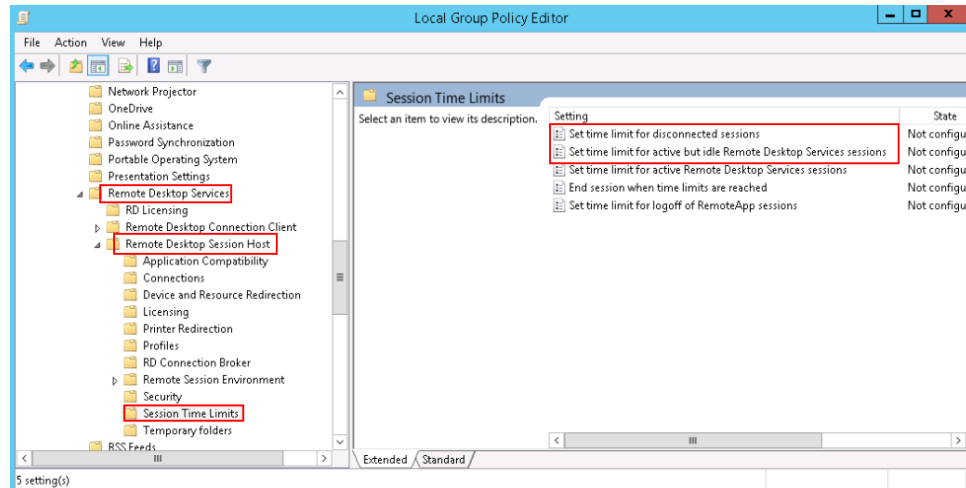 Local Group Policy Editor
File Action View Help
Network Projector
OneDrive
Online Assistance
Password Synchronization
Portable Operating System
Presentation Settings
Remote Desktop Services
RD Licensing
Remote Desktop Connection Client
Remote Desktop Session Host
Application Compatibility
Connections
Device and Resource Redirection
Licensing
Printer Redirection
Profiles
RD Connection Broker
Remote Session Environment
Security
Session Time Limits
Temporary folders
RSS Feeds
Session Time Limits
Select an item to view its description.
Setting State
Set time limit for disconnected sessions Not configu
Set time limit for active but idle Remote Desktop Services sessions Not configu
Set time limit for active Remote Desktop Services sessions Not configu
End session when time limits are reached Not configu
Set time limit for logoff of RemoteApp sessions Not configu
Extended Standard
5 setting(s)